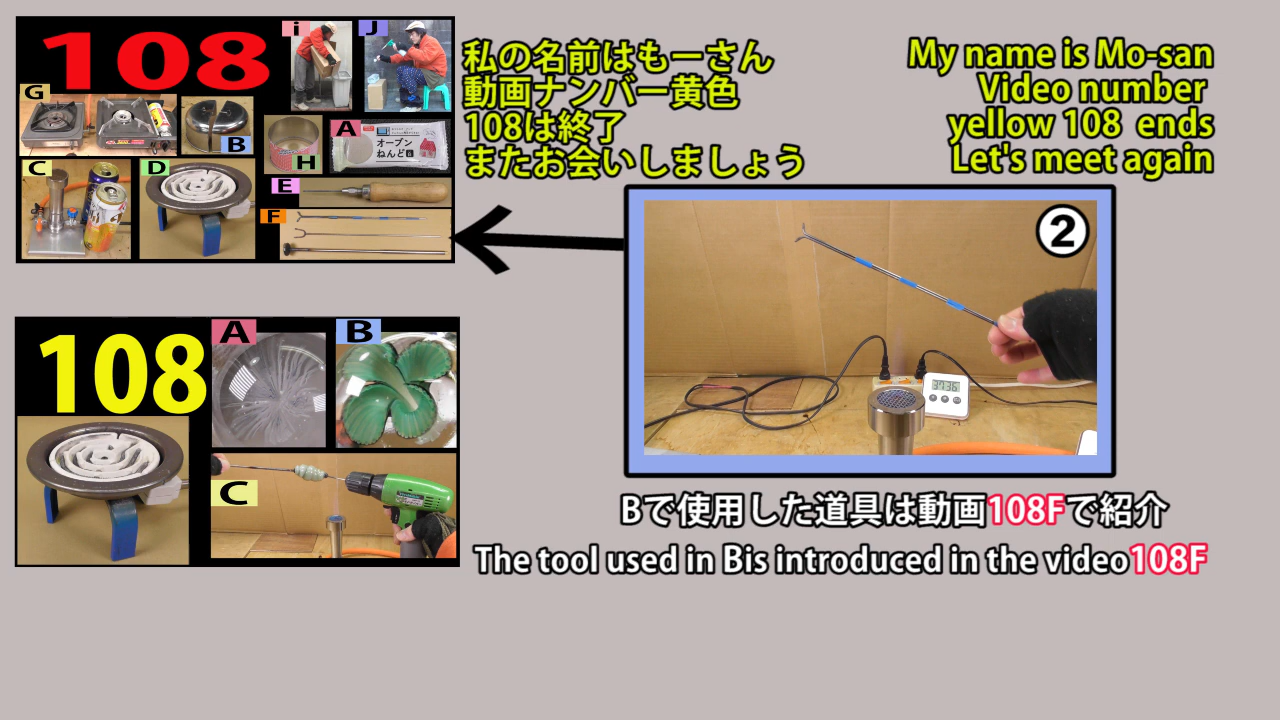 108
i
J
G
B
H
A
オーブン
ねんど
C
D
E
F
私の名前はもーさん
動画ナンバー黄色
108は終了
またお会いしましょう
My name is Mo-san
Video number
yellow 108 ends
Let's meet again
②
37 36
108
A
B
C
Bで使用した道具は動画108Fで紹介
The tool used in Bis introduced in the video108F